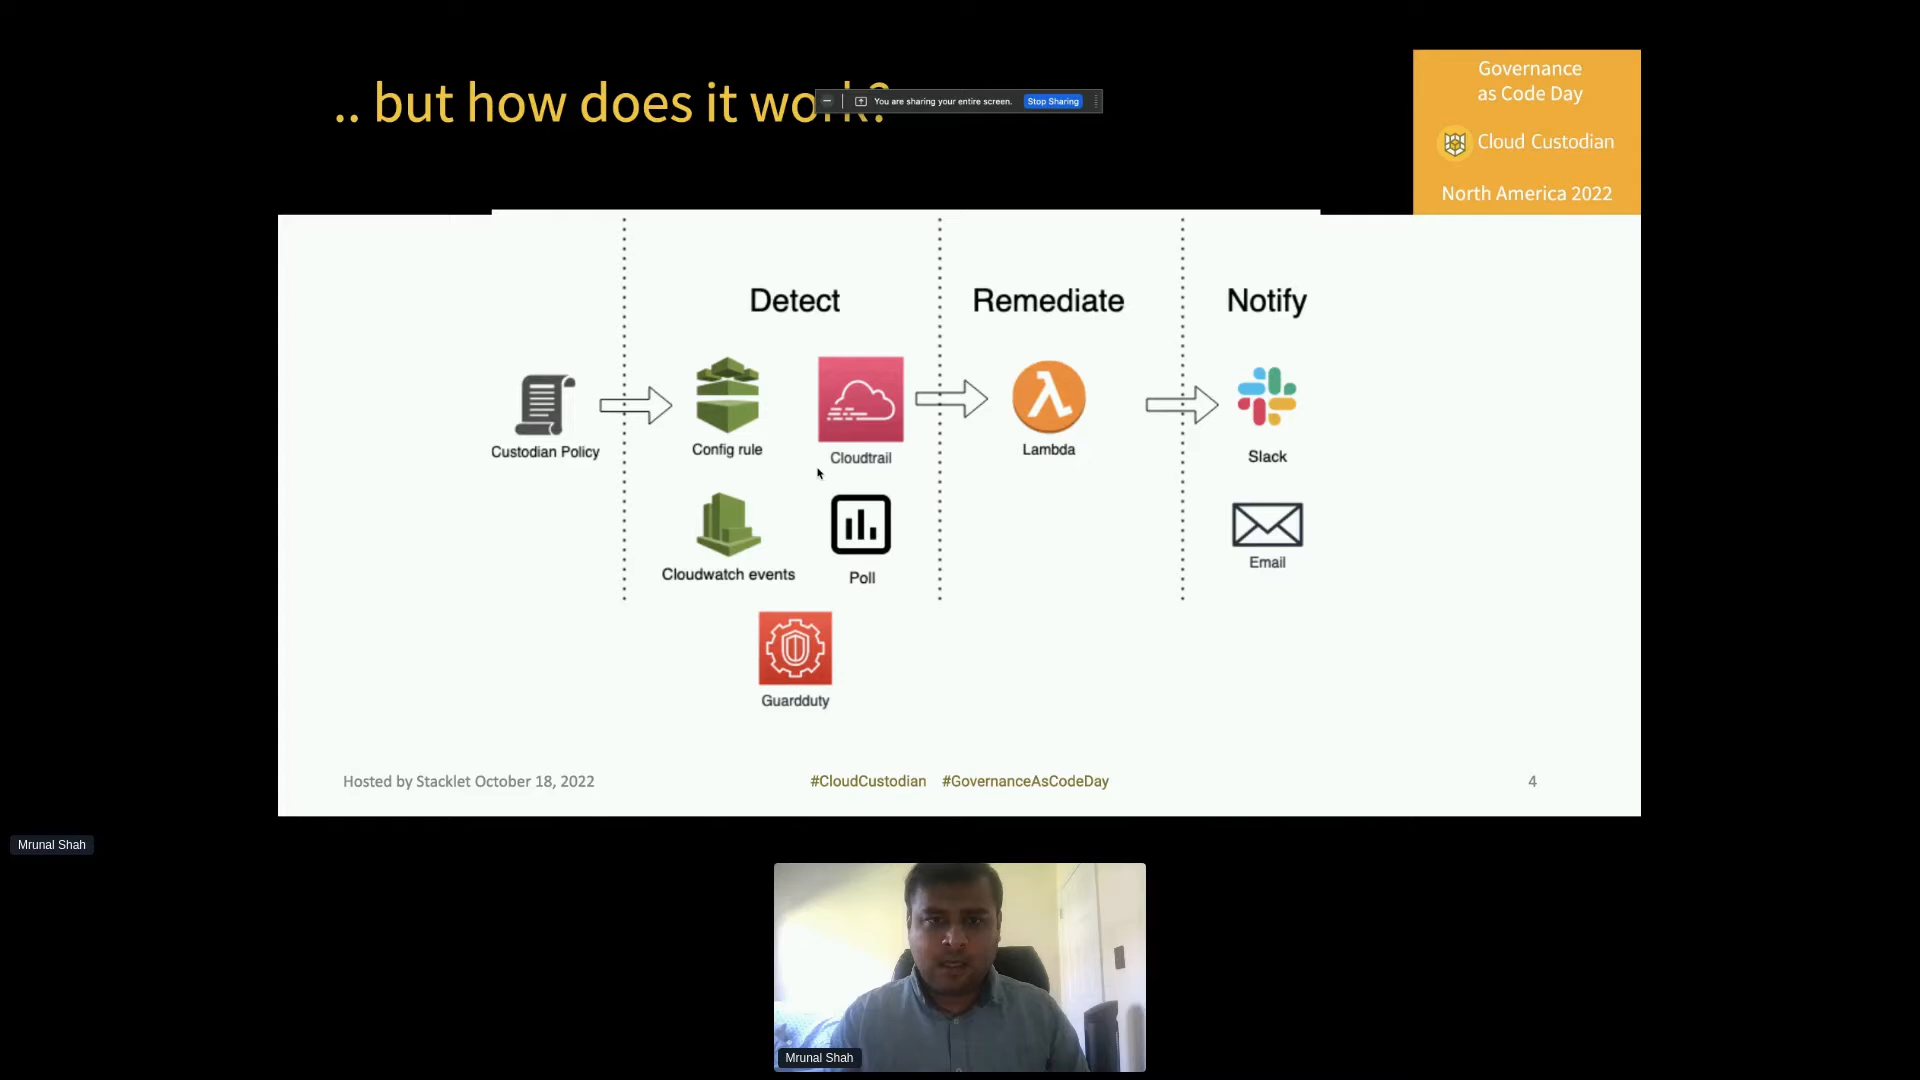 .. but how does it work?
You are sharing your entire screen.
Stop Sharing
Governance
as Code Day
Cloud Custodian
North America 2022
Detect
Remediate
Notify
Custodian Policy
Config rule
Cloudtrail
Lambda
Slack
Cloudwatch events
Poll
Email
Guardduty
Hosted by Stacklet October 18, 2022
#CloudCustodian #GovernanceAsCodeDay
4
Mrunal Shah
Mrunal Shah